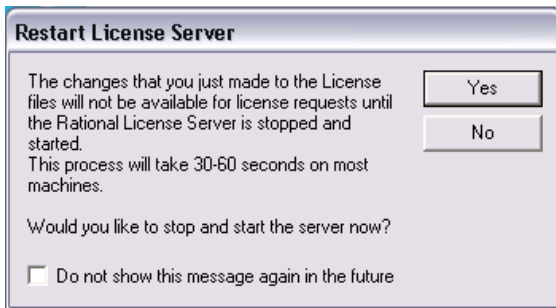 Restart License Server
The changes that you just made to the License
files will not be available for license requests until
the Rational License Server is stopped and
started.
This process will take 30-60 seconds on most
machines.
Would you like to stop and start the server now?
Do not show this message again in the future
Yes
No